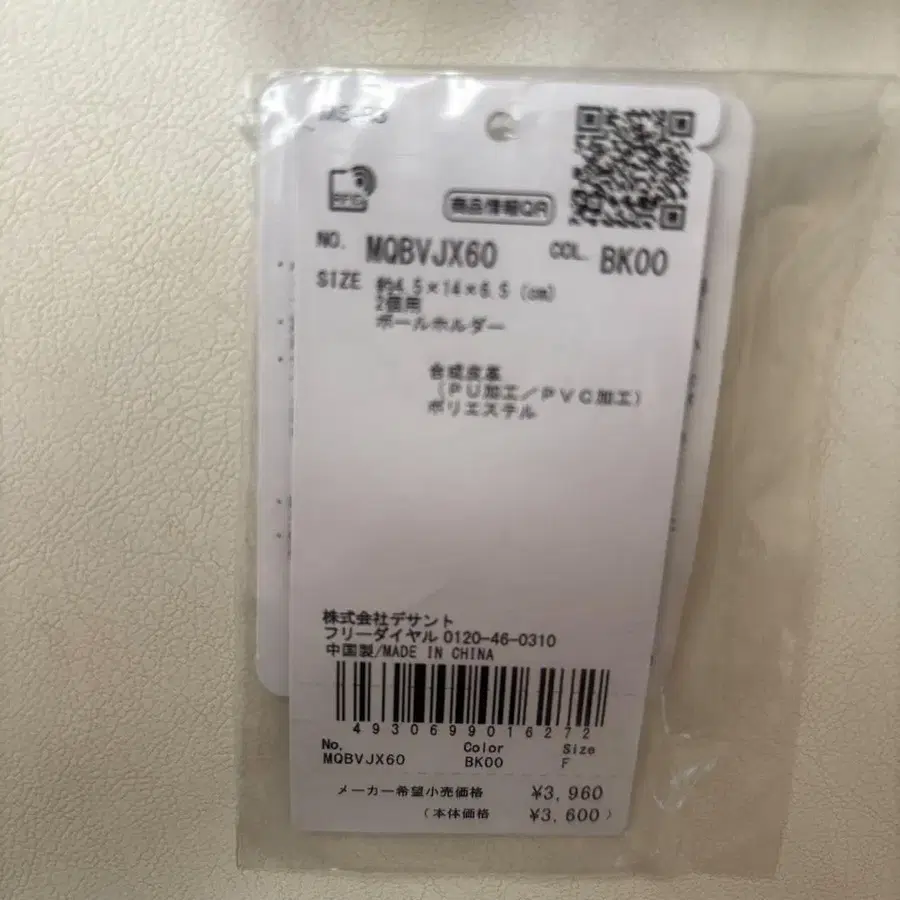 RFID
商品情報QR
NO. MQBVJX60 COL. BK00
SIZE 約4.5×14×6.5 (cm)
2個用
ボールホルダー
合成皮革
(PU加工/PVC加工)
ポリエステル
株式会社デサント
フリーダイヤル 0120-46-0310
中国製/MADE IN CHINA
4930699016272
No. Color Size
MQBVJX60 BK00 F
メーカー希望小売価格 ¥3,960
(本体価格 ¥3,600)